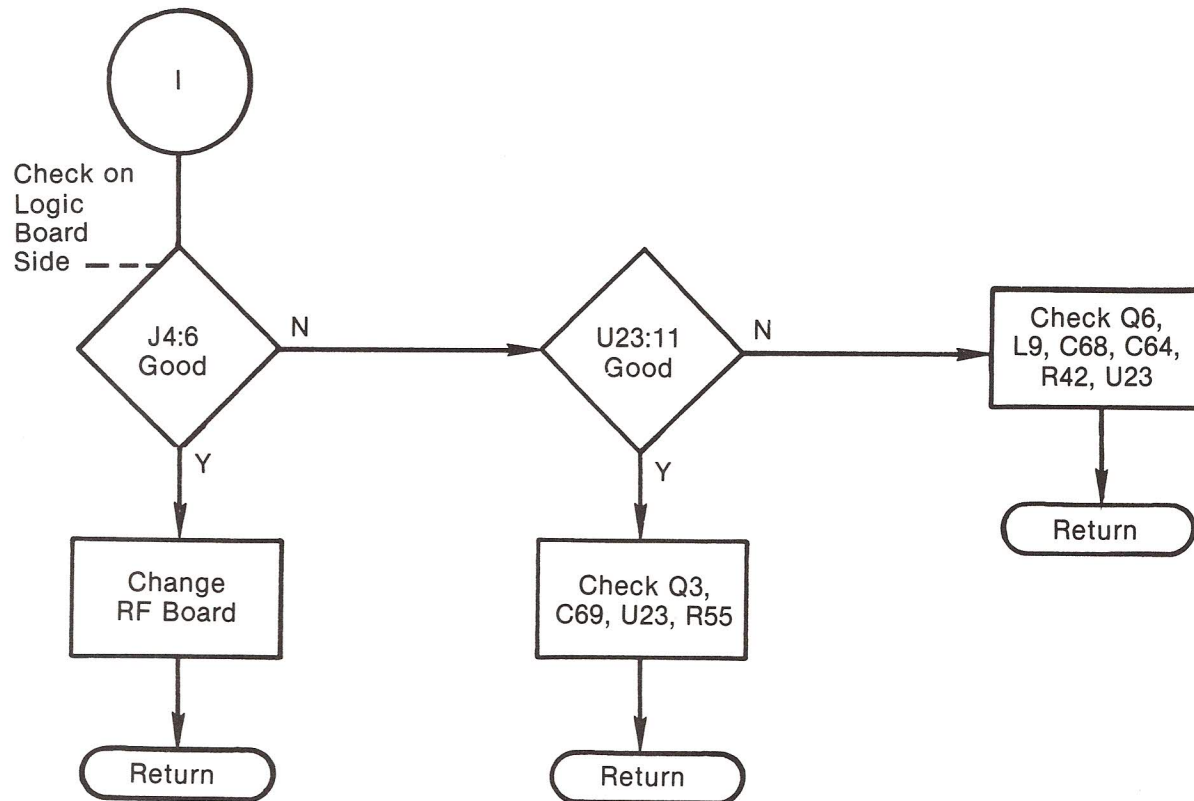 I
Check on
Logic
Board
Side
J4:6
Good
N
Y
Change
RF Board
Return
U23:11
Good
N
Y
Check Q3,
C69, U23, R55
Return
Check Q6,
L9, C68, C64,
R42, U23
Return